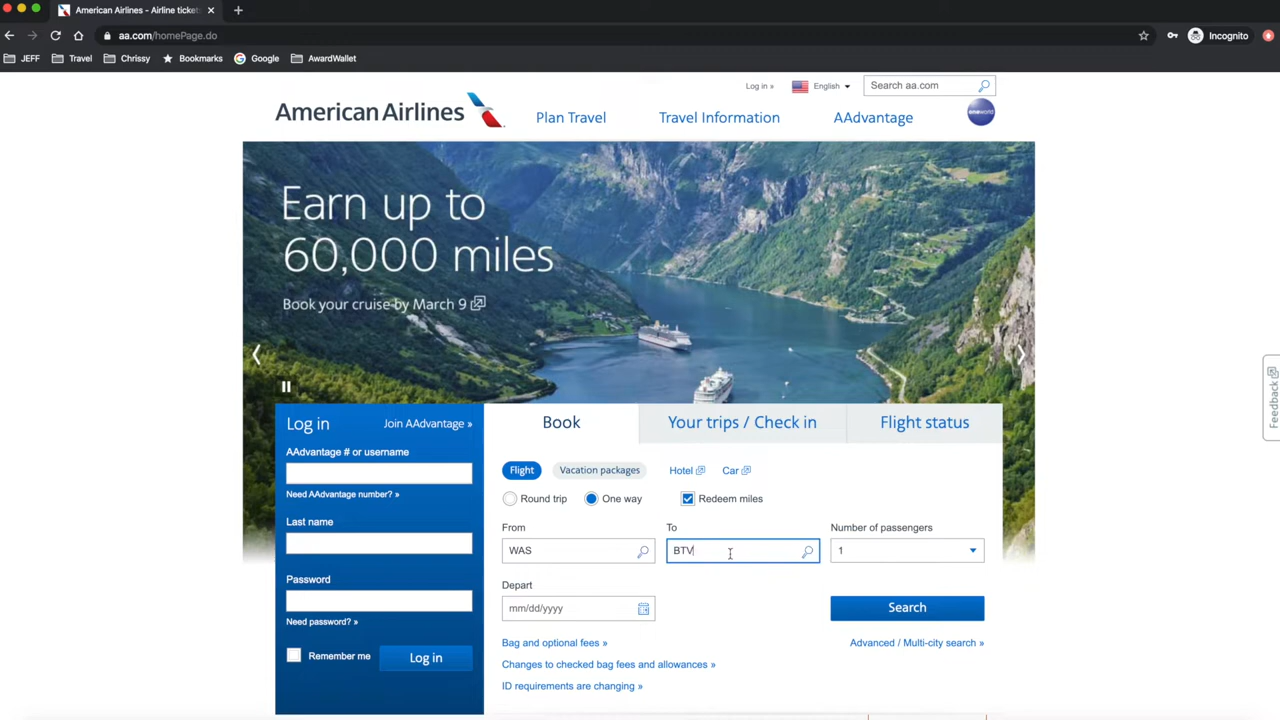 American Airlines - Airline tickets
aa.com/homePage.do
Incognito
JEFF
Travel
Chrissy
Bookmarks
Google
AwardWallet
Log in »
English
Search aa.com
American Airlines
Plan Travel
Travel Information
AAdvantage
oneworld
Earn up to
60,000 miles
Book your cruise by March 9
Feedback
Log in
Join AAdvantage »
AAdvantage # or username
Need AAdvantage number? »
Last name
Password
Need password? »
Remember me
Log in
Book
Your trips / Check in
Flight status
Flight
Vacation packages
Hotel
Car
Round trip
One way
Redeem miles
From
To
Number of passengers
WAS
BTV
1
Depart
mm/dd/yyyy
Search
Bag and optional fees »
Advanced / Multi-city search »
Changes to checked bag fees and allowances »
ID requirements are changing »